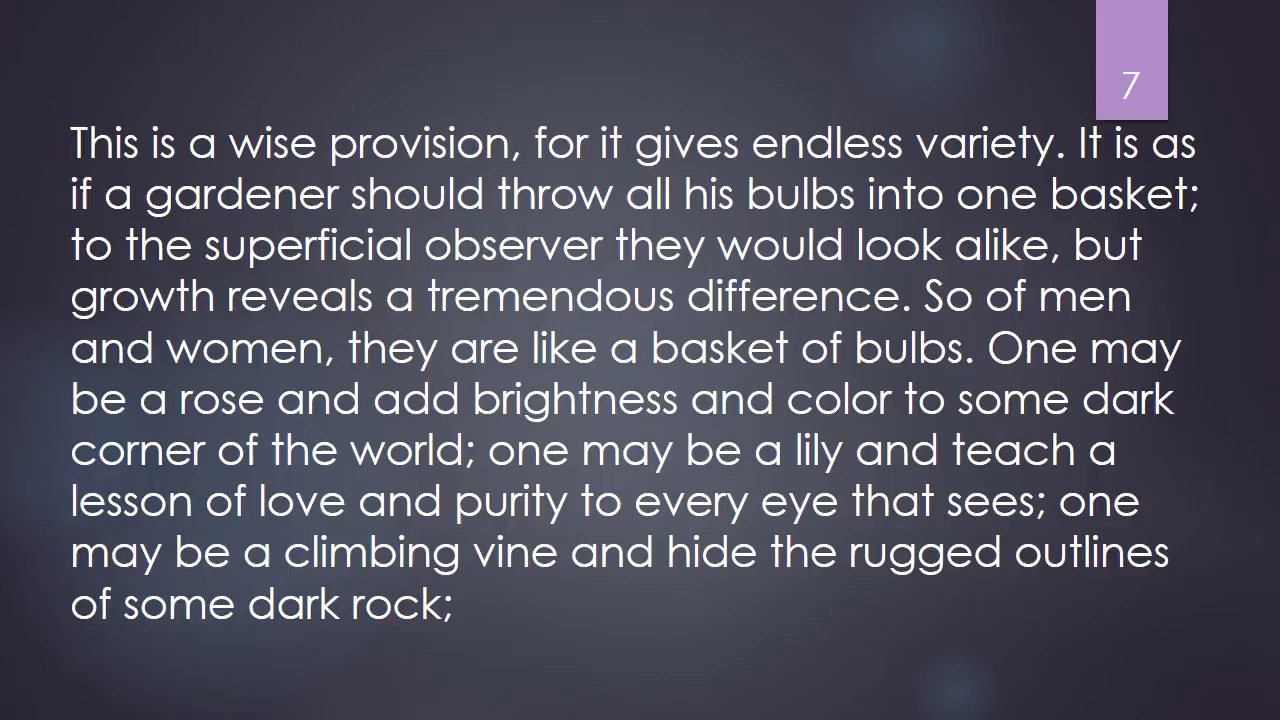 7
This is a wise provision, for it gives endless variety. It is as
if a gardener should throw all his bulbs into one basket;
to the superficial observer they would look alike, but
growth reveals a tremendous difference. So of men
and women, they are like a basket of bulbs. One may
be a rose and add brightness and color to some dark
corner of the world; one may be a lily and teach a
lesson of love and purity to every eye that sees; one
may be a climbing vine and hide the rugged outlines
of some dark rock;